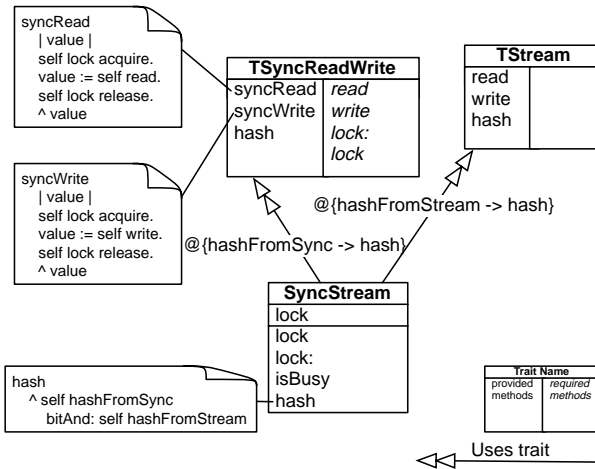 syncRead
| value |
self lock acquire.
value := self read.
self lock release.
^ value
syncWrite
| value |
self lock acquire.
value := self write.
self lock release.
^ value
TSyncReadWrite
syncRead read
syncWrite write
hash lock:
lock
TStream
read
write
hash
@{hashFromStream -> hash}
@{hashFromSync -> hash}
SyncStream
lock
lock
lock:
isBusy
hash
hash
^ self hashFromSync
bitAnd: self hashFromStream
Trait Name
provided required
methods methods
Uses trait